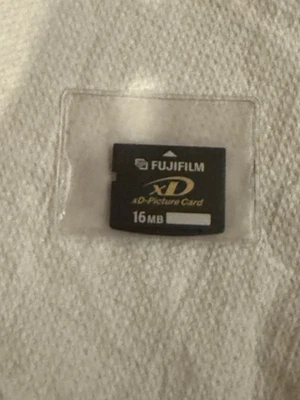 FUJIFILM
xD
xD-Picture Card
16MB